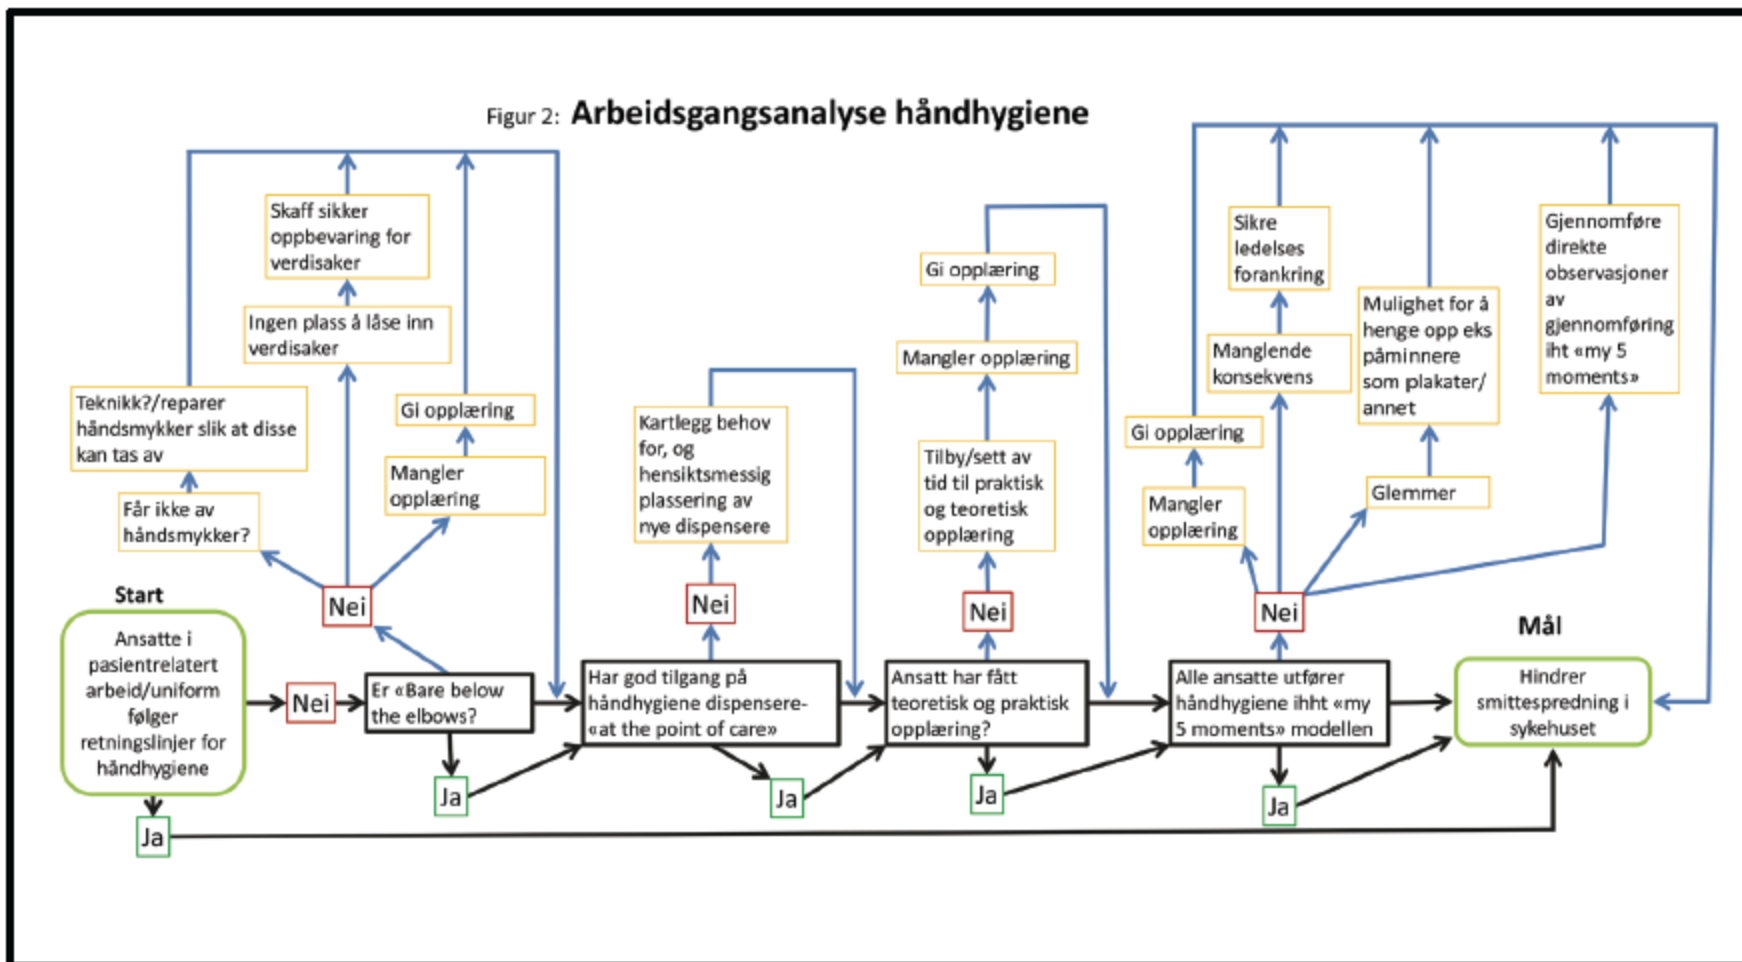 Figur 2: Arbeidsgangsanalyse håndhygiene
Skaff sikker
oppbevaring for
verdisaker
Ingen plass å låse inn
verdisaker
Teknikk?/reparer
håndsmykker slik at disse
kan tas av
Får ikke av
håndsmykker?
Gi opplæring
Mangler
opplæring
Nei
Kartlegg behov
for, og
hensiktsmessig
plassering av
nye dispensere
Nei
Gi opplæring
Mangler opplæring
Tilby/sett av
tid til praktisk
og teoretisk
opplæring
Nei
Sikre
ledelses
forankring
Manglende
konsekvens
Gi opplæring
Mangler
opplæring
Mulighet for å
henge opp eks
påminnere
som plakater/
annet
Glemmer
Gjennomføre
direkte
observasjoner
av
gjennomføring
iht «my 5
moments»
Nei
Start
Ansatte i
pasientrelatert
arbeid/uniform
følger
retningslinjer for
håndhygiene
Nei
Er «Bare below
the elbows?
Har god tilgang på
håndhygiene dispensere-
«at the point of care»
Ansatt har fått
teoretisk og praktisk
opplæring?
Alle ansatte utfører
håndhygiene ihht «my
5 moments» modellen
Mål
Hindrer
smittespredning i
sykehuset
Ja
Ja
Ja
Ja
Ja